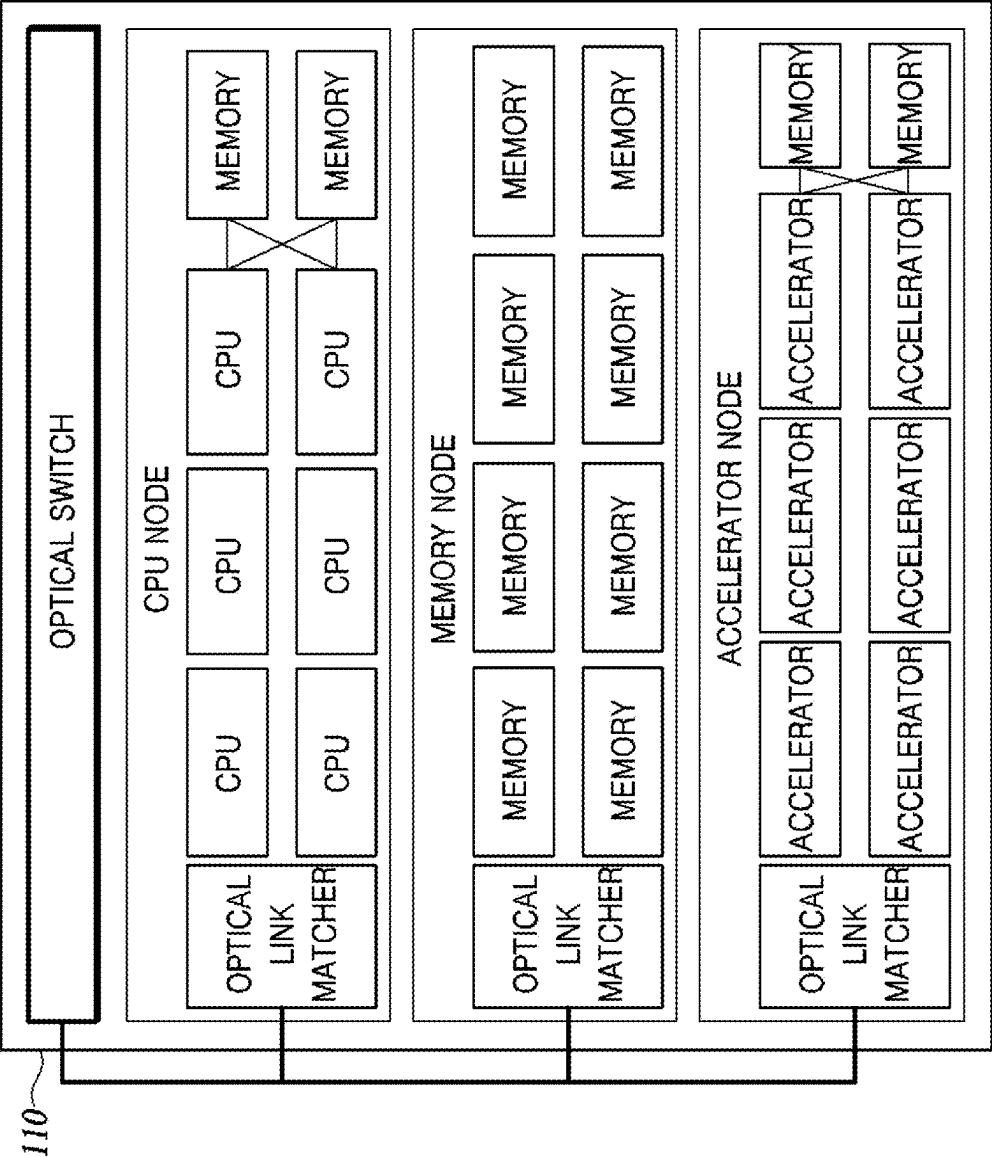 110
OPTICAL SWITCH
CPU NODE
OPTICAL
LINK
MATCHER
CPU
CPU
CPU
MEMORY
CPU
CPU
CPU
MEMORY
MEMORY NODE
OPTICAL
LINK
MATCHER
MEMORY
MEMORY
MEMORY
MEMORY
MEMORY
MEMORY
MEMORY
MEMORY
ACCELERATOR NODE
OPTICAL
LINK
MATCHER
ACCELERATOR
ACCELERATOR
ACCELERATOR
MEMORY
ACCELERATOR
ACCELERATOR
ACCELERATOR
MEMORY